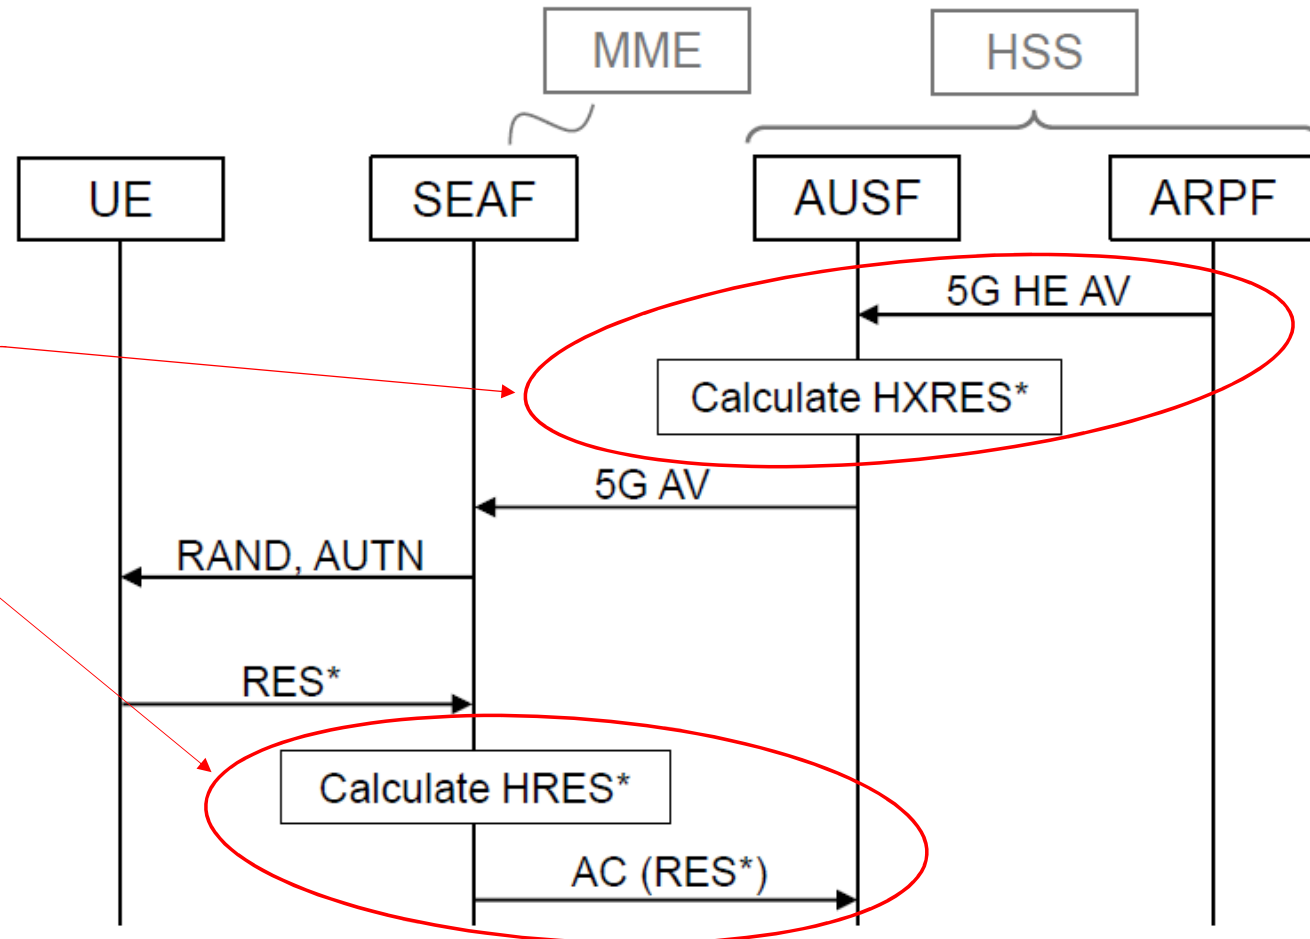 MME
HSS
UE
SEAF
AUSF
ARPF
5G HE AV
Calculate HXRES*
5G AV
RAND, AUTN
RES*
Calculate HRES*
AC (RES*)